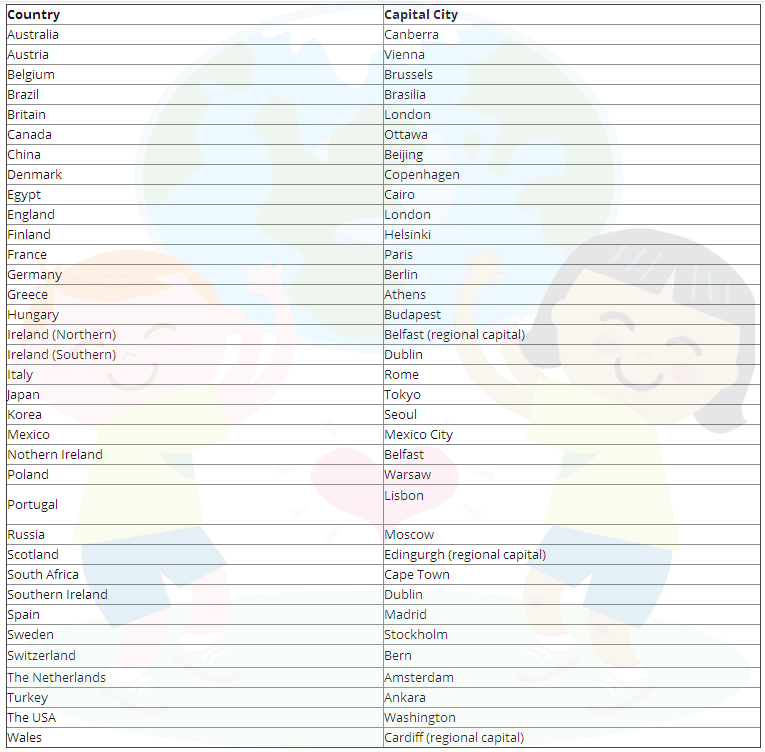 Country Capital City
Australia Canberra
Austria Vienna
Belgium Brussels
Brazil Brasilia
Britain London
Canada Ottawa
China Beijing
Denmark Copenhagen
Egypt Cairo
England London
Finland Helsinki
France Paris
Germany Berlin
Greece Athens
Hungary Budapest
Ireland (Northern) Belfast (regional capital)
Ireland (Southern) Dublin
Italy Rome
Japan Tokyo
Korea Seoul
Mexico Mexico City
Nothern Ireland Belfast
Poland Warsaw
Portugal Lisbon
Russia Moscow
Scotland Edingurgh (regional capital)
South Africa Cape Town
Southern Ireland Dublin
Spain Madrid
Sweden Stockholm
Switzerland Bern
The Netherlands Amsterdam
Turkey Ankara
The USA Washington
Wales Cardiff (regional capital)